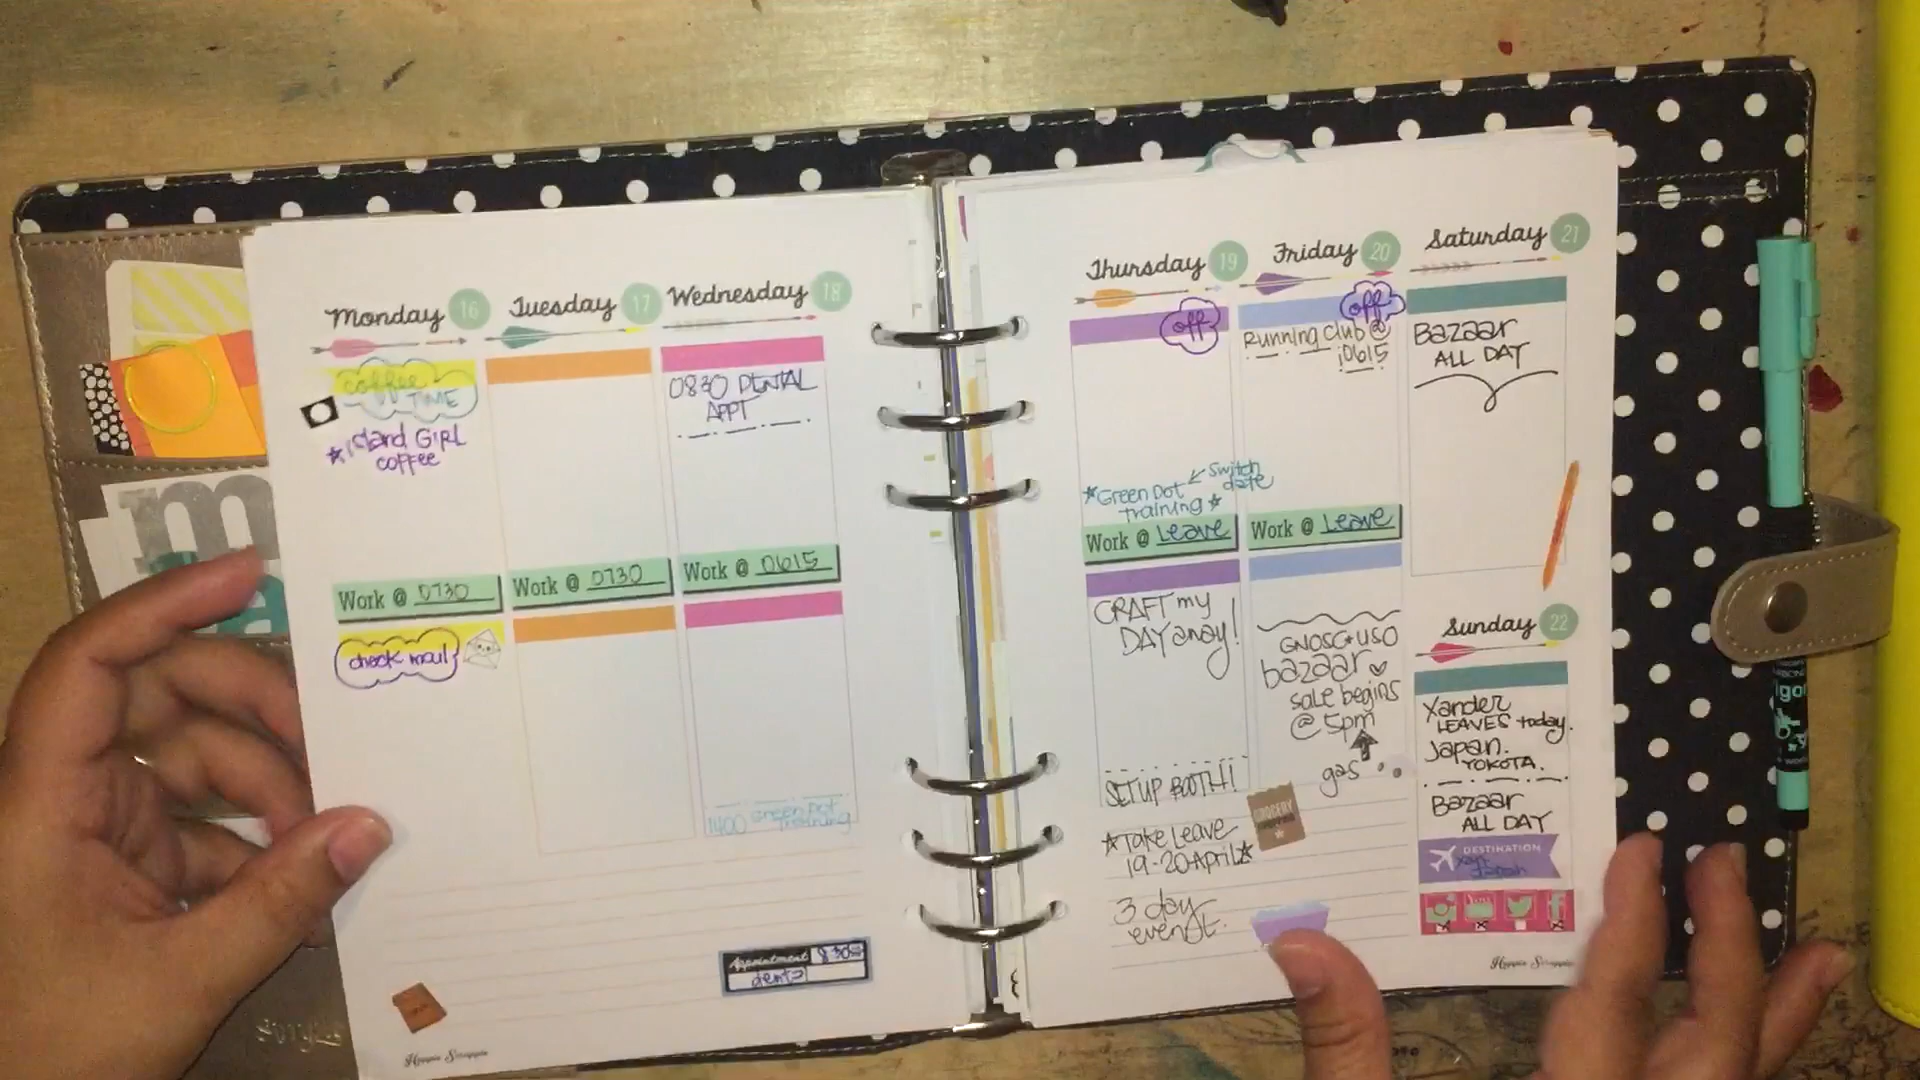 Monday 16
coffee
TIME
Island GIRL
coffee
Work @ 0730
check mail
Tuesday 17
Work @ 0730
Wednesday 18
0830 DENTAL
APPT
Work @ 0615
1400 Green Dot
training
Appointment 8:30
Thursday 19
off
Green Dot
training
switch
date
Work @ Leave
CRAFT my
DAY away!
SETUP BOOTH!
Take Leave
19-20 April
3 day
event.
Friday 20
off
Running Club @
0615
Work @ Leave
GNOSC+USO
bazaar
sale begins
@ 5pm
gas
GROCERY
Saturday 21
Bazaar
ALL DAY
Sunday 22
Xander
LEAVES today.
Japan.
YOKOTA.
Bazaar
ALL DAY
DESTINATION
Japan
You
f
m